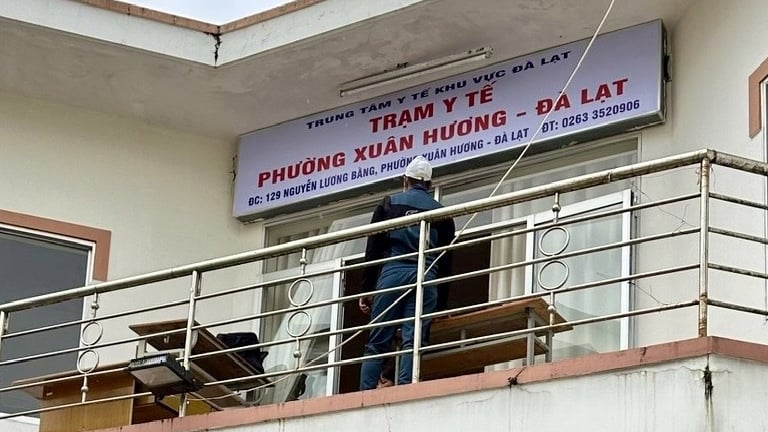 TRUNG TÂM Y TẾ KHU VỰC ĐÀ LẠT
TRẠM Y TẾ
PHƯỜNG XUÂN HƯƠNG - ĐÀ LẠT
ĐC: 129 NGUYỄN LƯƠNG BẰNG, PHƯỜNG XUÂN HƯƠNG - ĐÀ LẠT ĐT: 0263 3520906